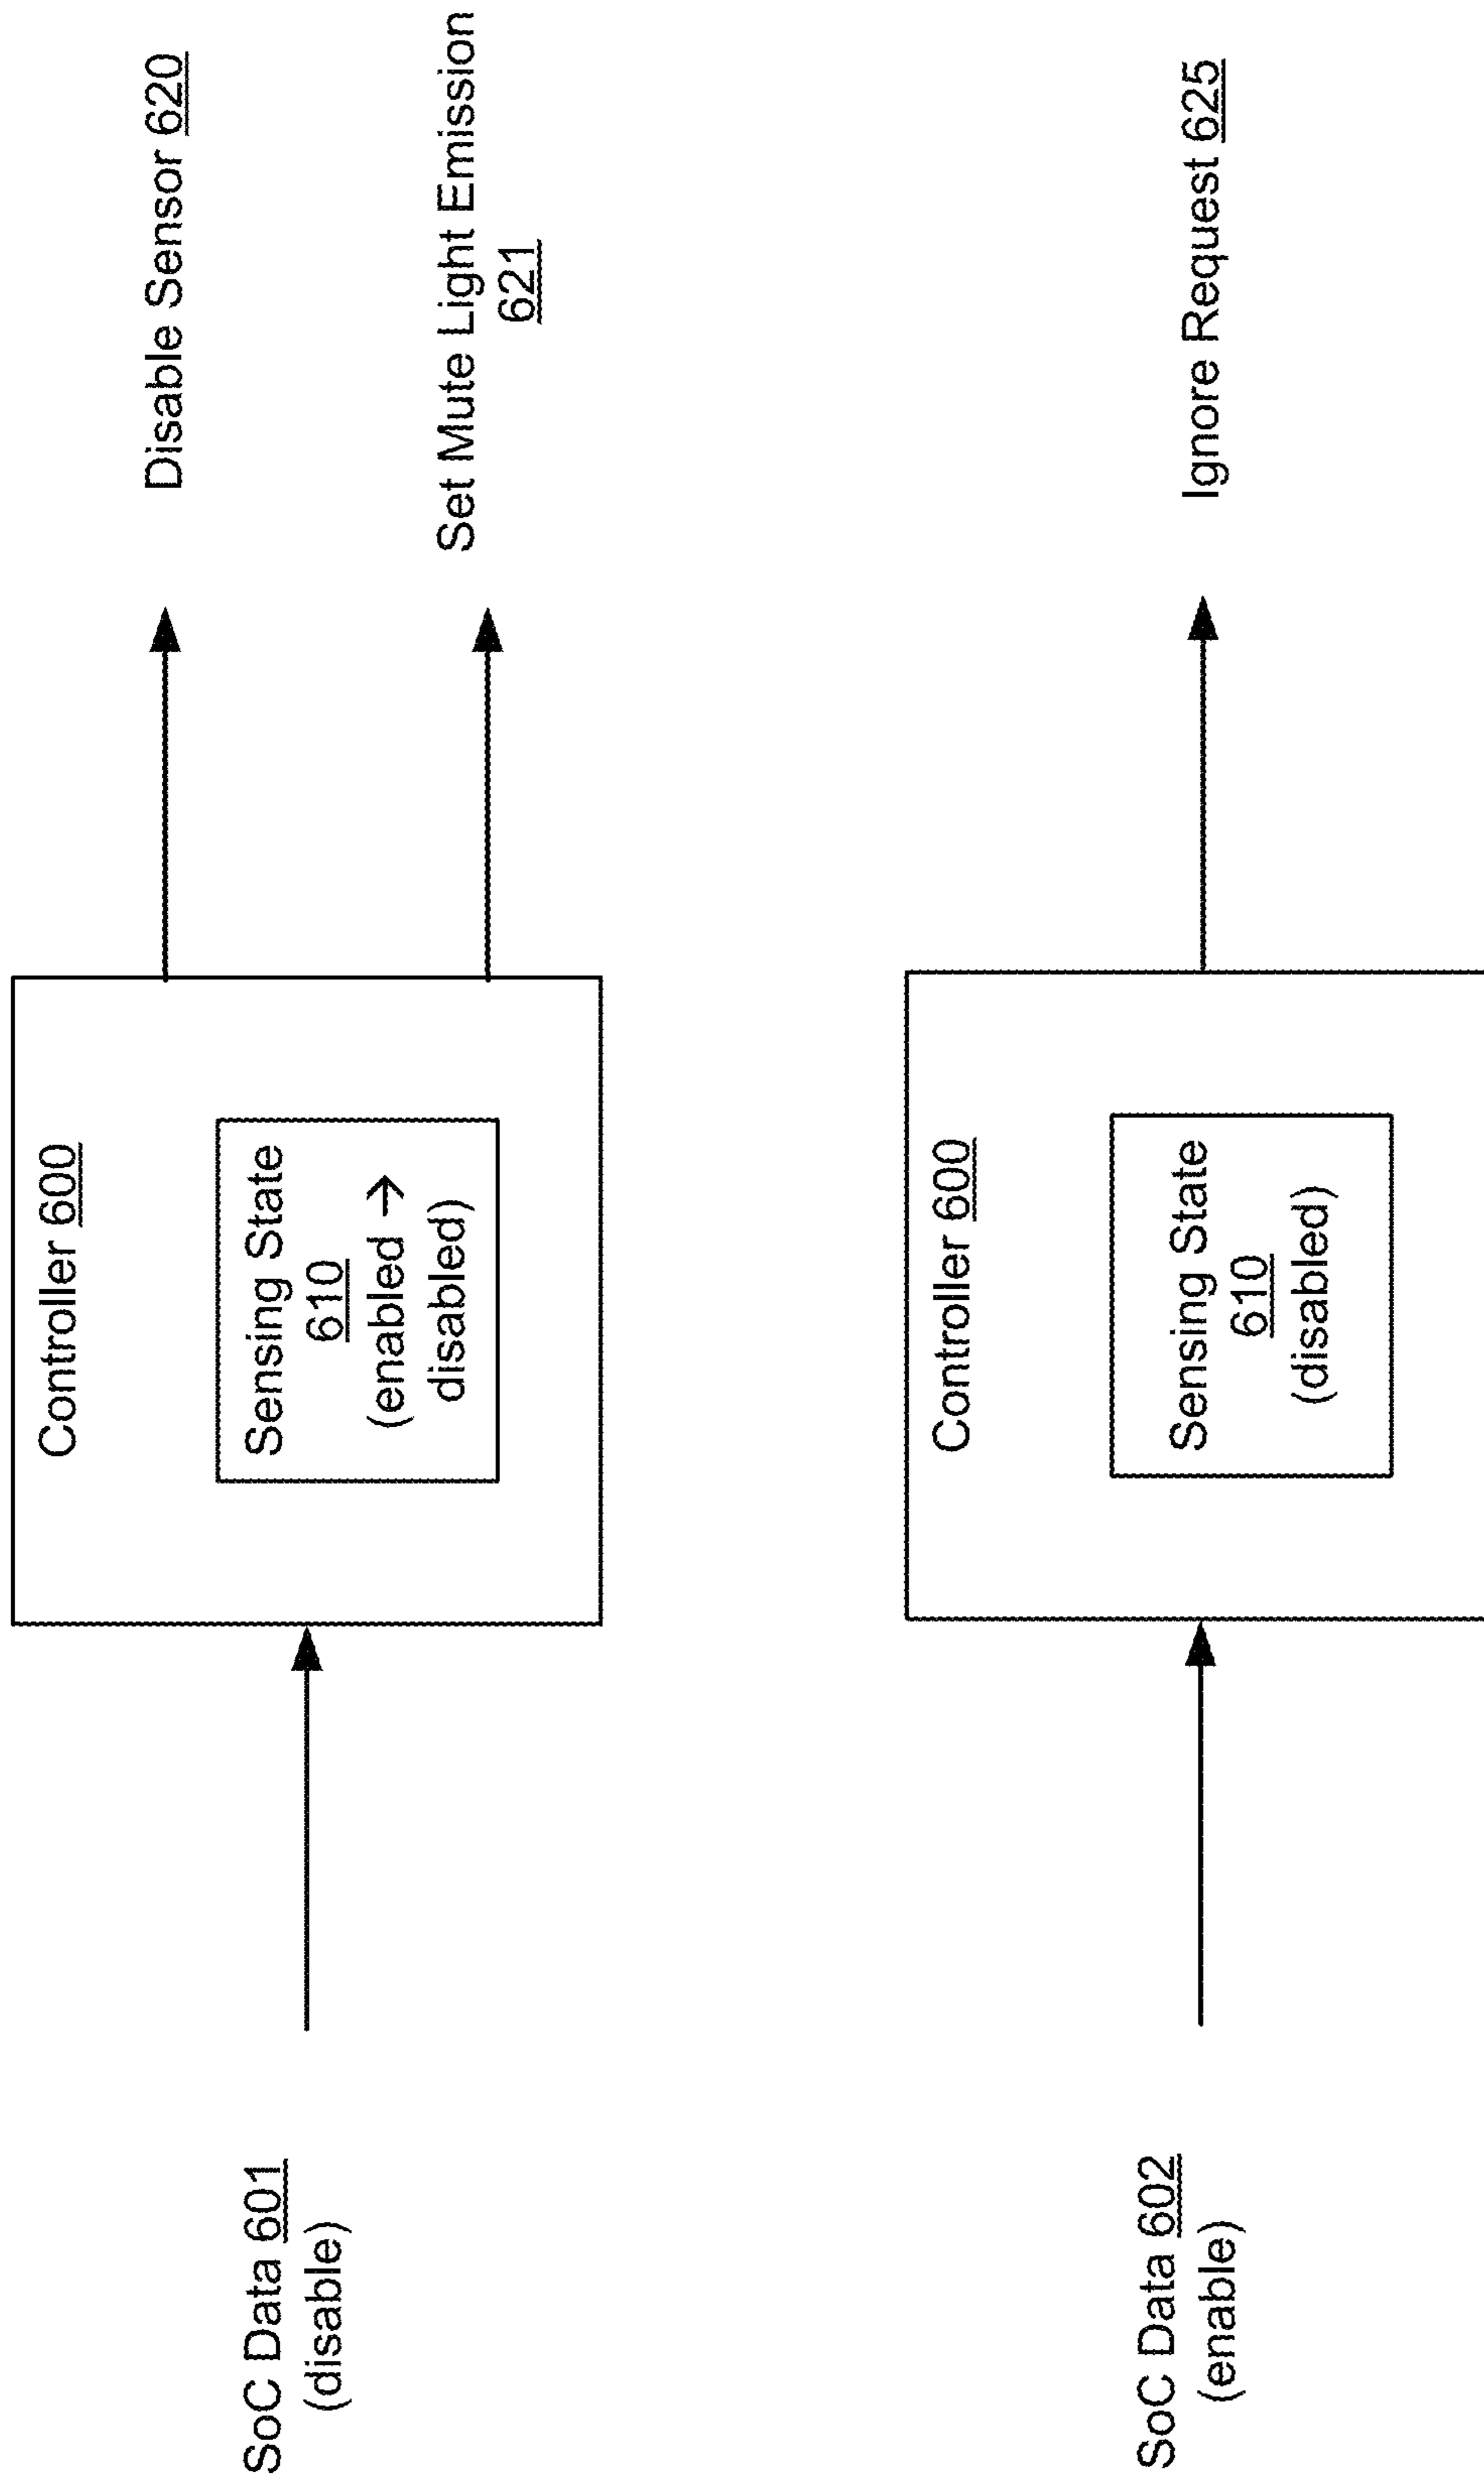 SoC Data 601
(disable)
Controller 600
Sensing State
610
(enabled →
disabled)
Disable Sensor 620
Set Mute Light Emission
621
SoC Data 602
(enable)
Controller 600
Sensing State
610
(disabled)
Ignore Request 625